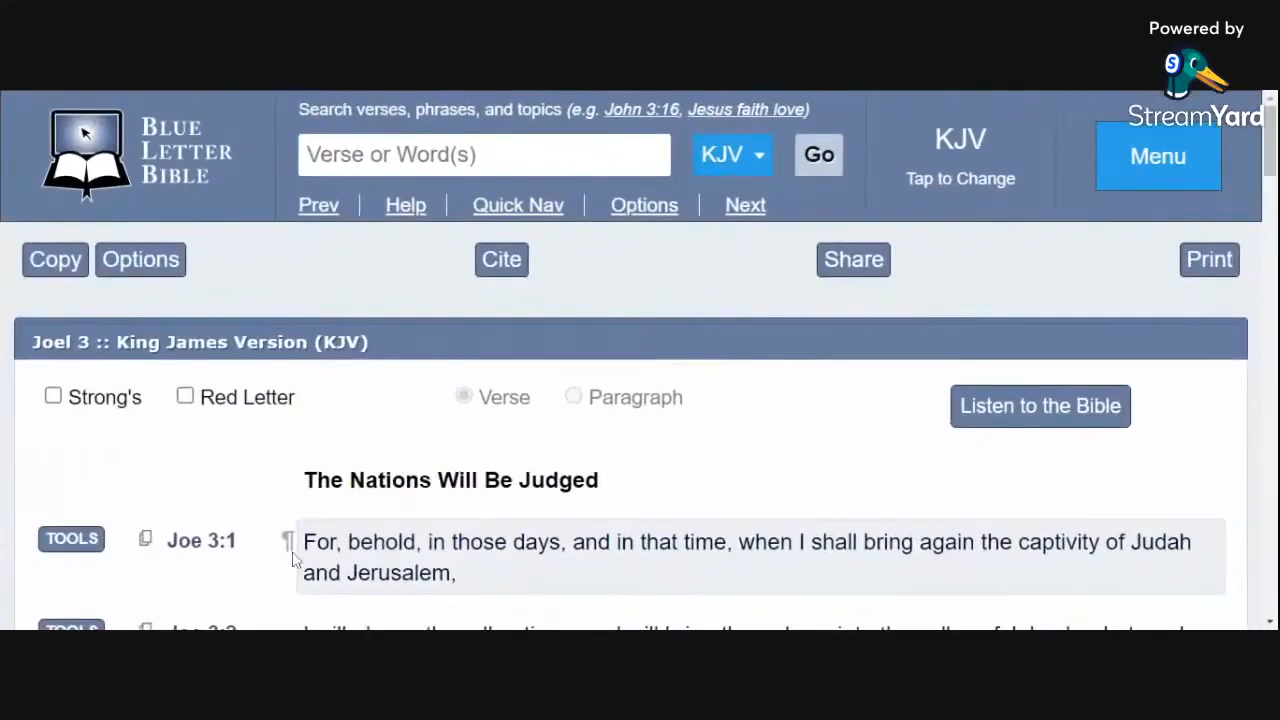 Powered by
StreamYard
BLUE
LETTER
BIBLE
Search verses, phrases, and topics (e.g. John 3:16, Jesus faith love)
Verse or Word(s)
KJV
Go
Prev
Help
Quick Nav
Options
Next
KJV
Tap to Change
Menu
Copy
Options
Cite
Share
Print
Joel 3 :: King James Version (KJV)
Strong's
Red Letter
Verse
Paragraph
Listen to the Bible
The Nations Will Be Judged
TOOLS
Joe 3:1
¶ For, behold, in those days, and in that time, when I shall bring again the captivity of Judah
and Jerusalem,
TOOLS